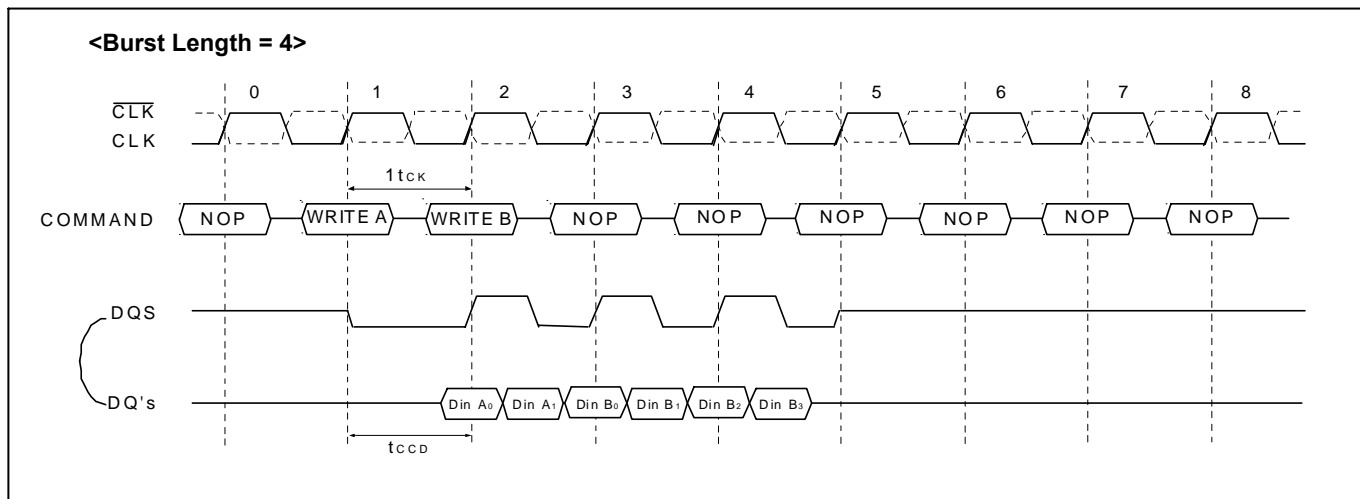 <Burst Length = 4>
0 1 2 3 4 5 6 7 8
CLK
CLK
1tCK
COMMAND NOP WRITE A WRITE B NOP NOP NOP NOP NOP NOP
DQS
DQ's Din A0 Din A1 Din B0 Din B1 Din B2 Din B3
tCCD